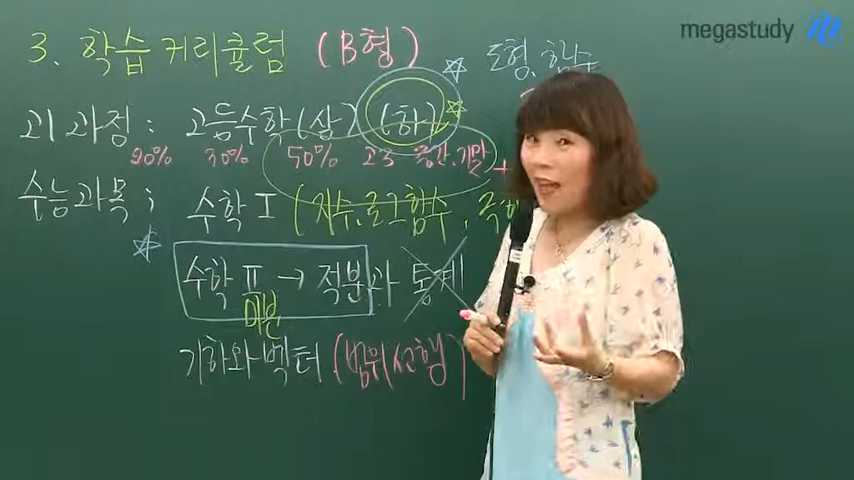 megastudy
3. 학습 커리큘럼 (B형)
도형, 함수
고1 과정 : 고등수학(상) (하)
20% 30% 50% 고3 중간.기말 +
수능과목 ; 수학 I (지수.로그함수,
수학 II → 적분과 통계
미분
기하와 벡터 (범위